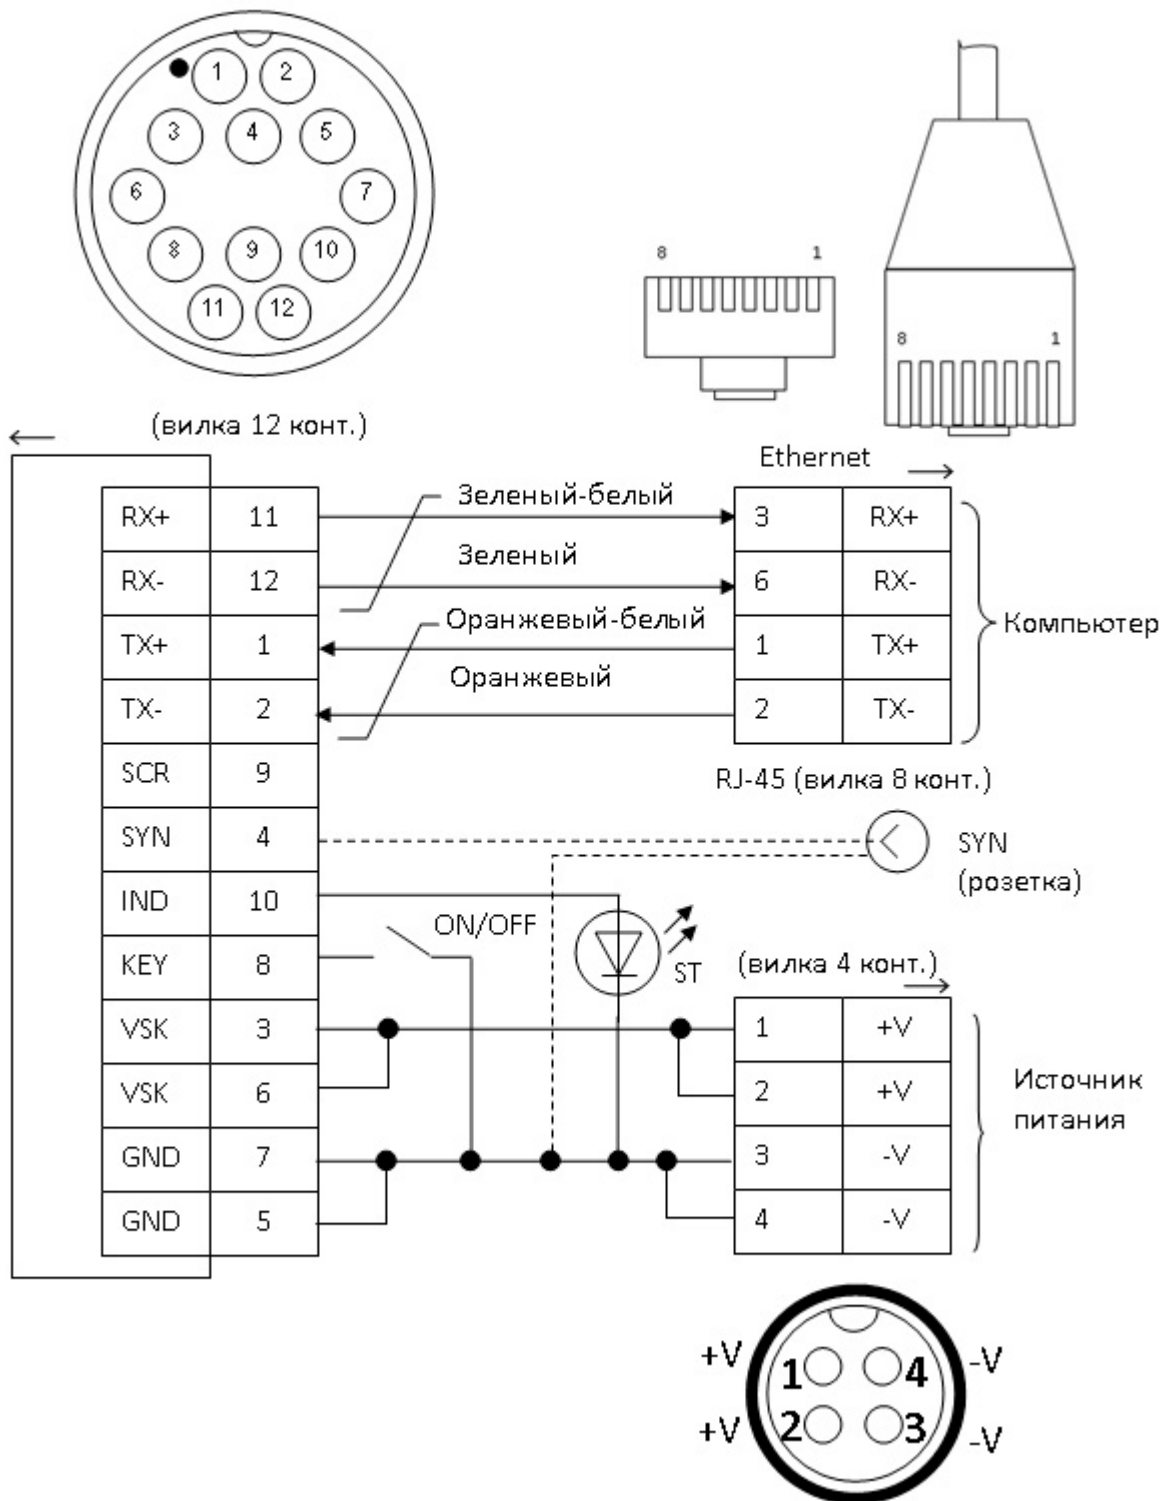 1 2
3 4 5
6 7
8 9 10
11 12
8 1
8 1
(вилка 12 конт.)
Ethernet
RX+ 11 Зеленый-белый 3 RX+
RX- 12 Зеленый 6 RX-
TX+ 1 Оранжевый-белый 1 TX+
TX- 2 Оранжевый 2 TX-
Компьютер
SCR 9
RJ-45 (вилка 8 конт.)
SYN 4
SYN
(розетка)
IND 10
ON/OFF
KEY 8
ST
(вилка 4 конт.)
VSK 3 1 +V
VSK 6 2 +V
GND 7 3 -V
GND 5 4 -V
Источник
питания
+V 1 4 -V
+V 2 3 -V